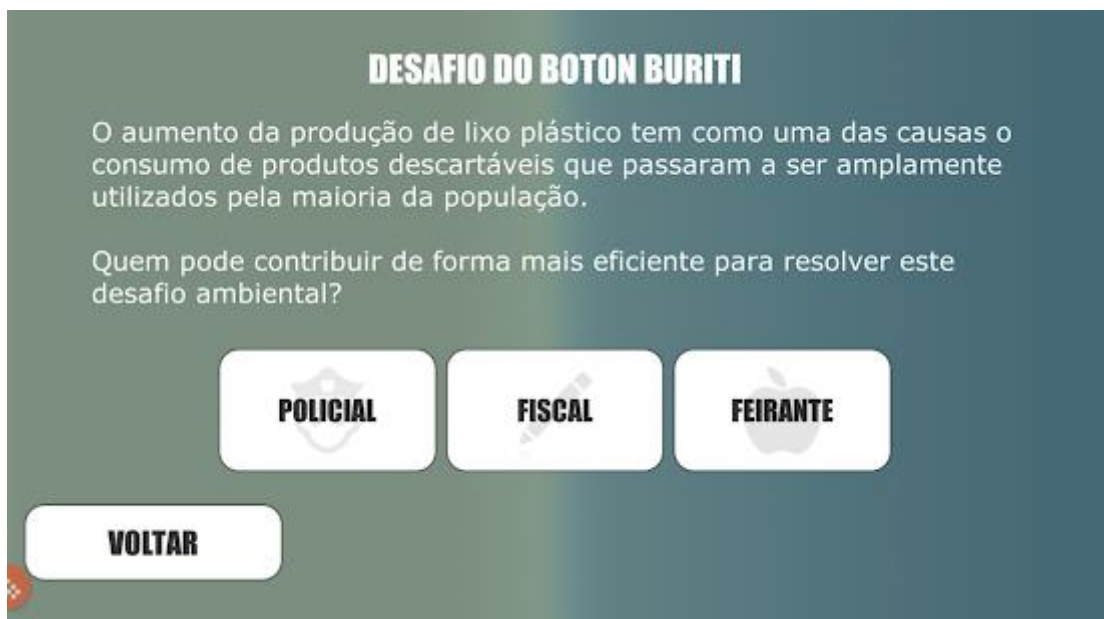 DESAFIO DO BOTON BURITI
O aumento da produção de lixo plástico tem como uma das causas o
consumo de produtos descartáveis que passaram a ser amplamente
utilizados pela maioria da população.
Quem pode contribuir de forma mais eficiente para resolver este
desafio ambiental?
POLICIAL
FISCAL
FEIRANTE
VOLTAR